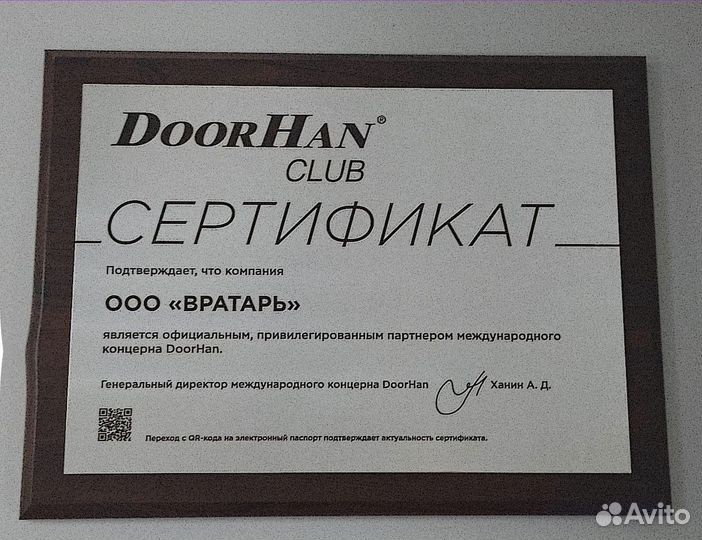 DOORHAN®
CLUB
СЕРТИФИКАТ
Подтверждает, что компания
ООО «ВРАТАРЬ»
является официальным, привилегированным партнером международного
концерна DoorHan.
Генеральный директор международного концерна DoorHan Ханин А. Д.
Переход с QR-кода на электронный паспорт подтверждает актуальность сертификата.
Avito